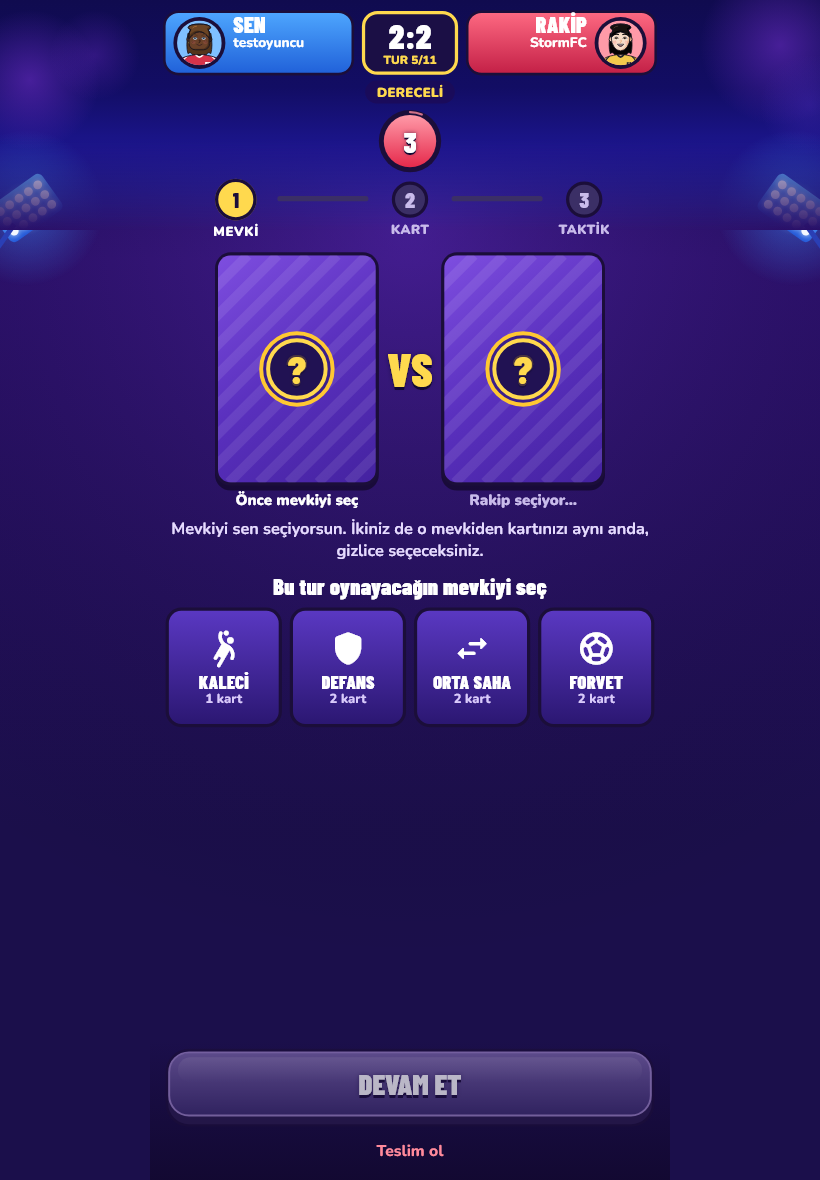 SEN
testoyuncu
2:2
TUR 5/11
RAKİP
StormFC
DERECELİ
3
1
2
3
MEVKİ
KART
TAKTİK
?
VS
?
Önce mevkiyi seç
Rakip seçiyor...
Mevkiyi sen seçiyorsun. İkiniz de o mevkiden kartınızı aynı anda,
gizlice seçeceksiniz.
Bu tur oynayacağın mevkiyi seç
KALECİ
1 kart
DEFANS
2 kart
ORTA SAHA
2 kart
FORVET
2 kart
DEVAM ET
Teslim ol